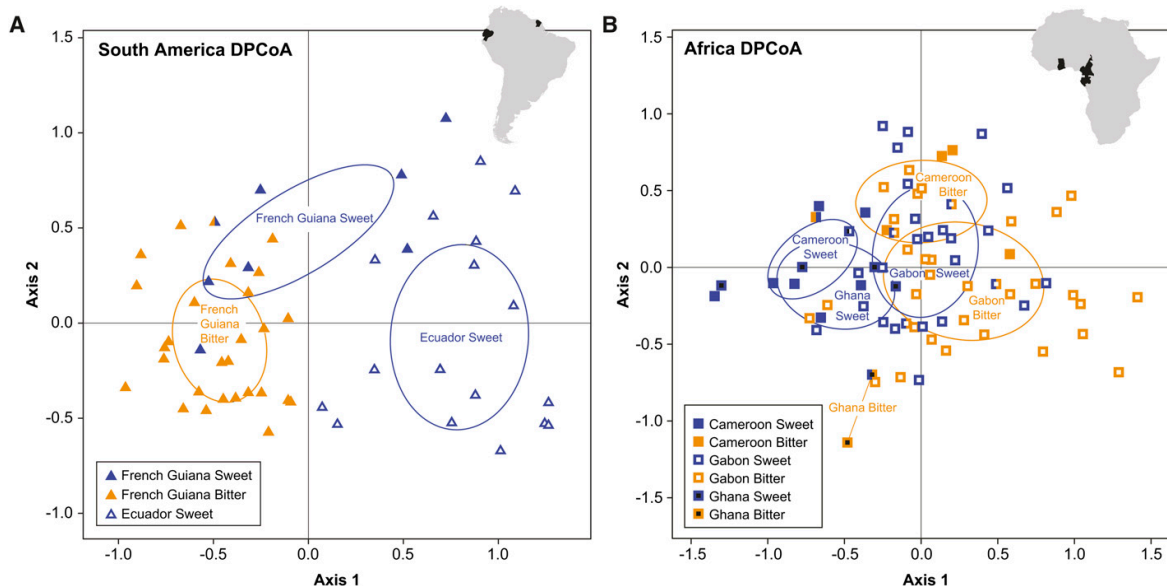 A
South America DPCoA
Axis 2
1.5
1.0
0.5
0.0
-0.5
-1.0
French Guiana Sweet
French
Guiana
Bitter
Ecuador Sweet
French Guiana Sweet
French Guiana Bitter
Ecuador Sweet
-1.0
-0.5
0.0
0.5
1.0
Axis 1
B
Africa DPCoA
Axis 2
1.5
1.0
0.5
0.0
-0.5
-1.0
-1.5
Cameroon
Bitter
Cameroon
Sweet
Gabon Sweet
Ghana
Sweet
Gabon
Bitter
Ghana Bitter
Cameroon Sweet
Cameroon Bitter
Gabon Sweet
Gabon Bitter
Ghana Sweet
Ghana Bitter
-1.5
-1.0
-0.5
0.0
0.5
1.0
1.5
Axis 1